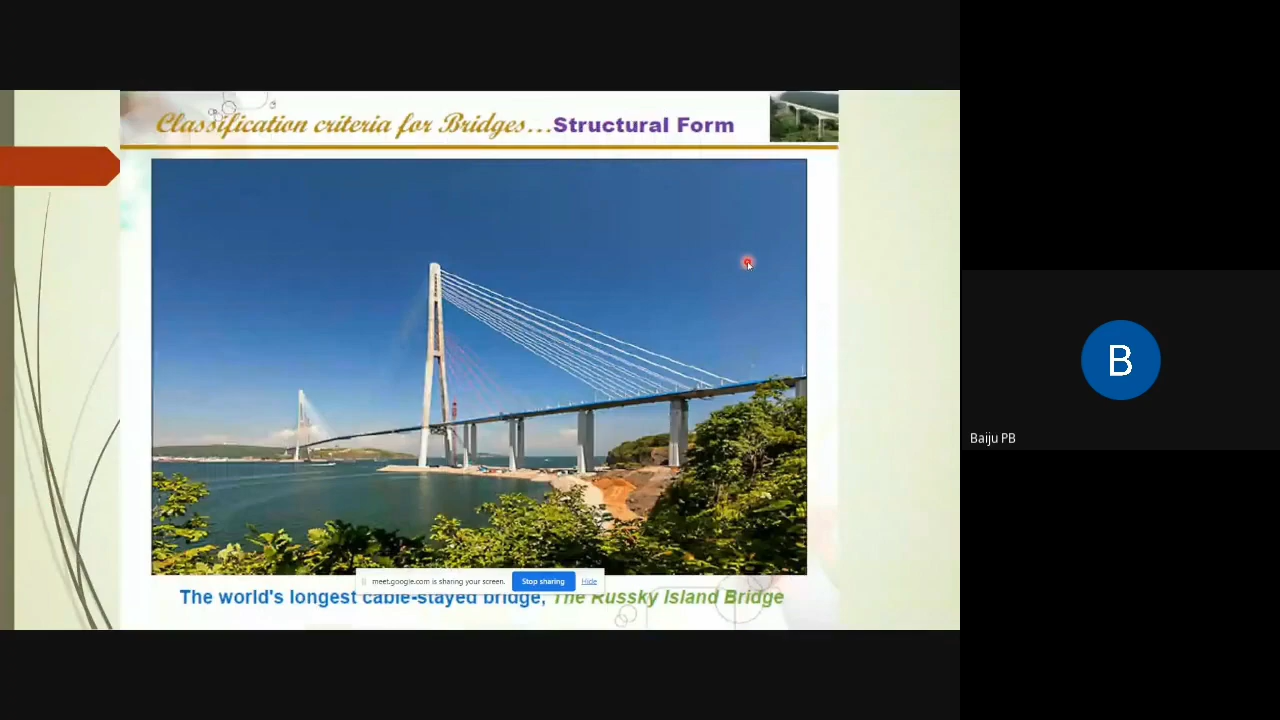 Classification criteria for Bridges...Structural Form
B
Baiju PB
meet.google.com is sharing your screen.
Stop sharing
Hide
The world's longest cable-stayed bridge, The Russky Island Bridge